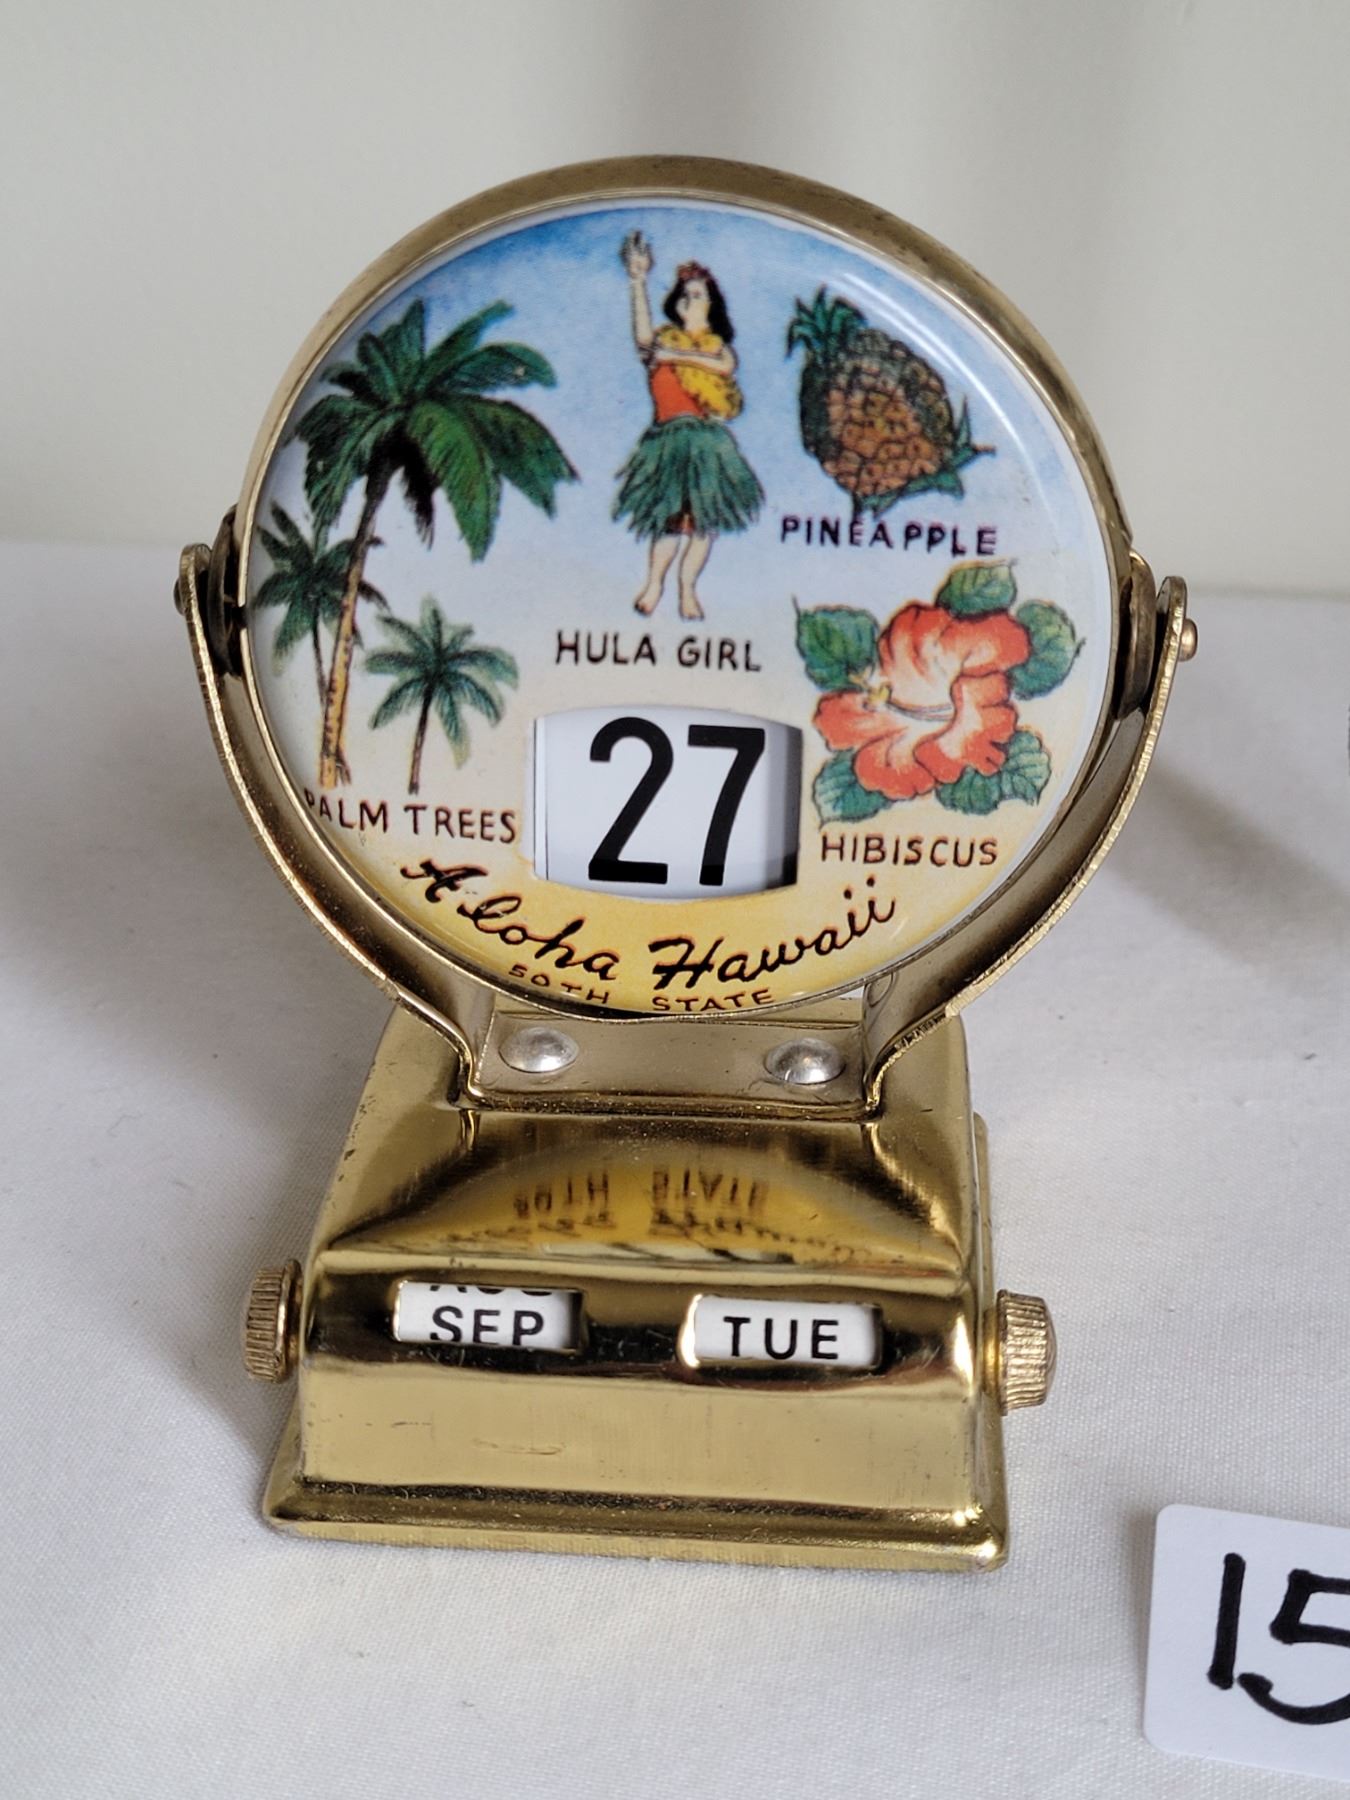 PINEAPPLE
HULA GIRL
27
PALM TREES
HIBISCUS
Aloha Hawaii
50TH STATE
SEP
TUE
15